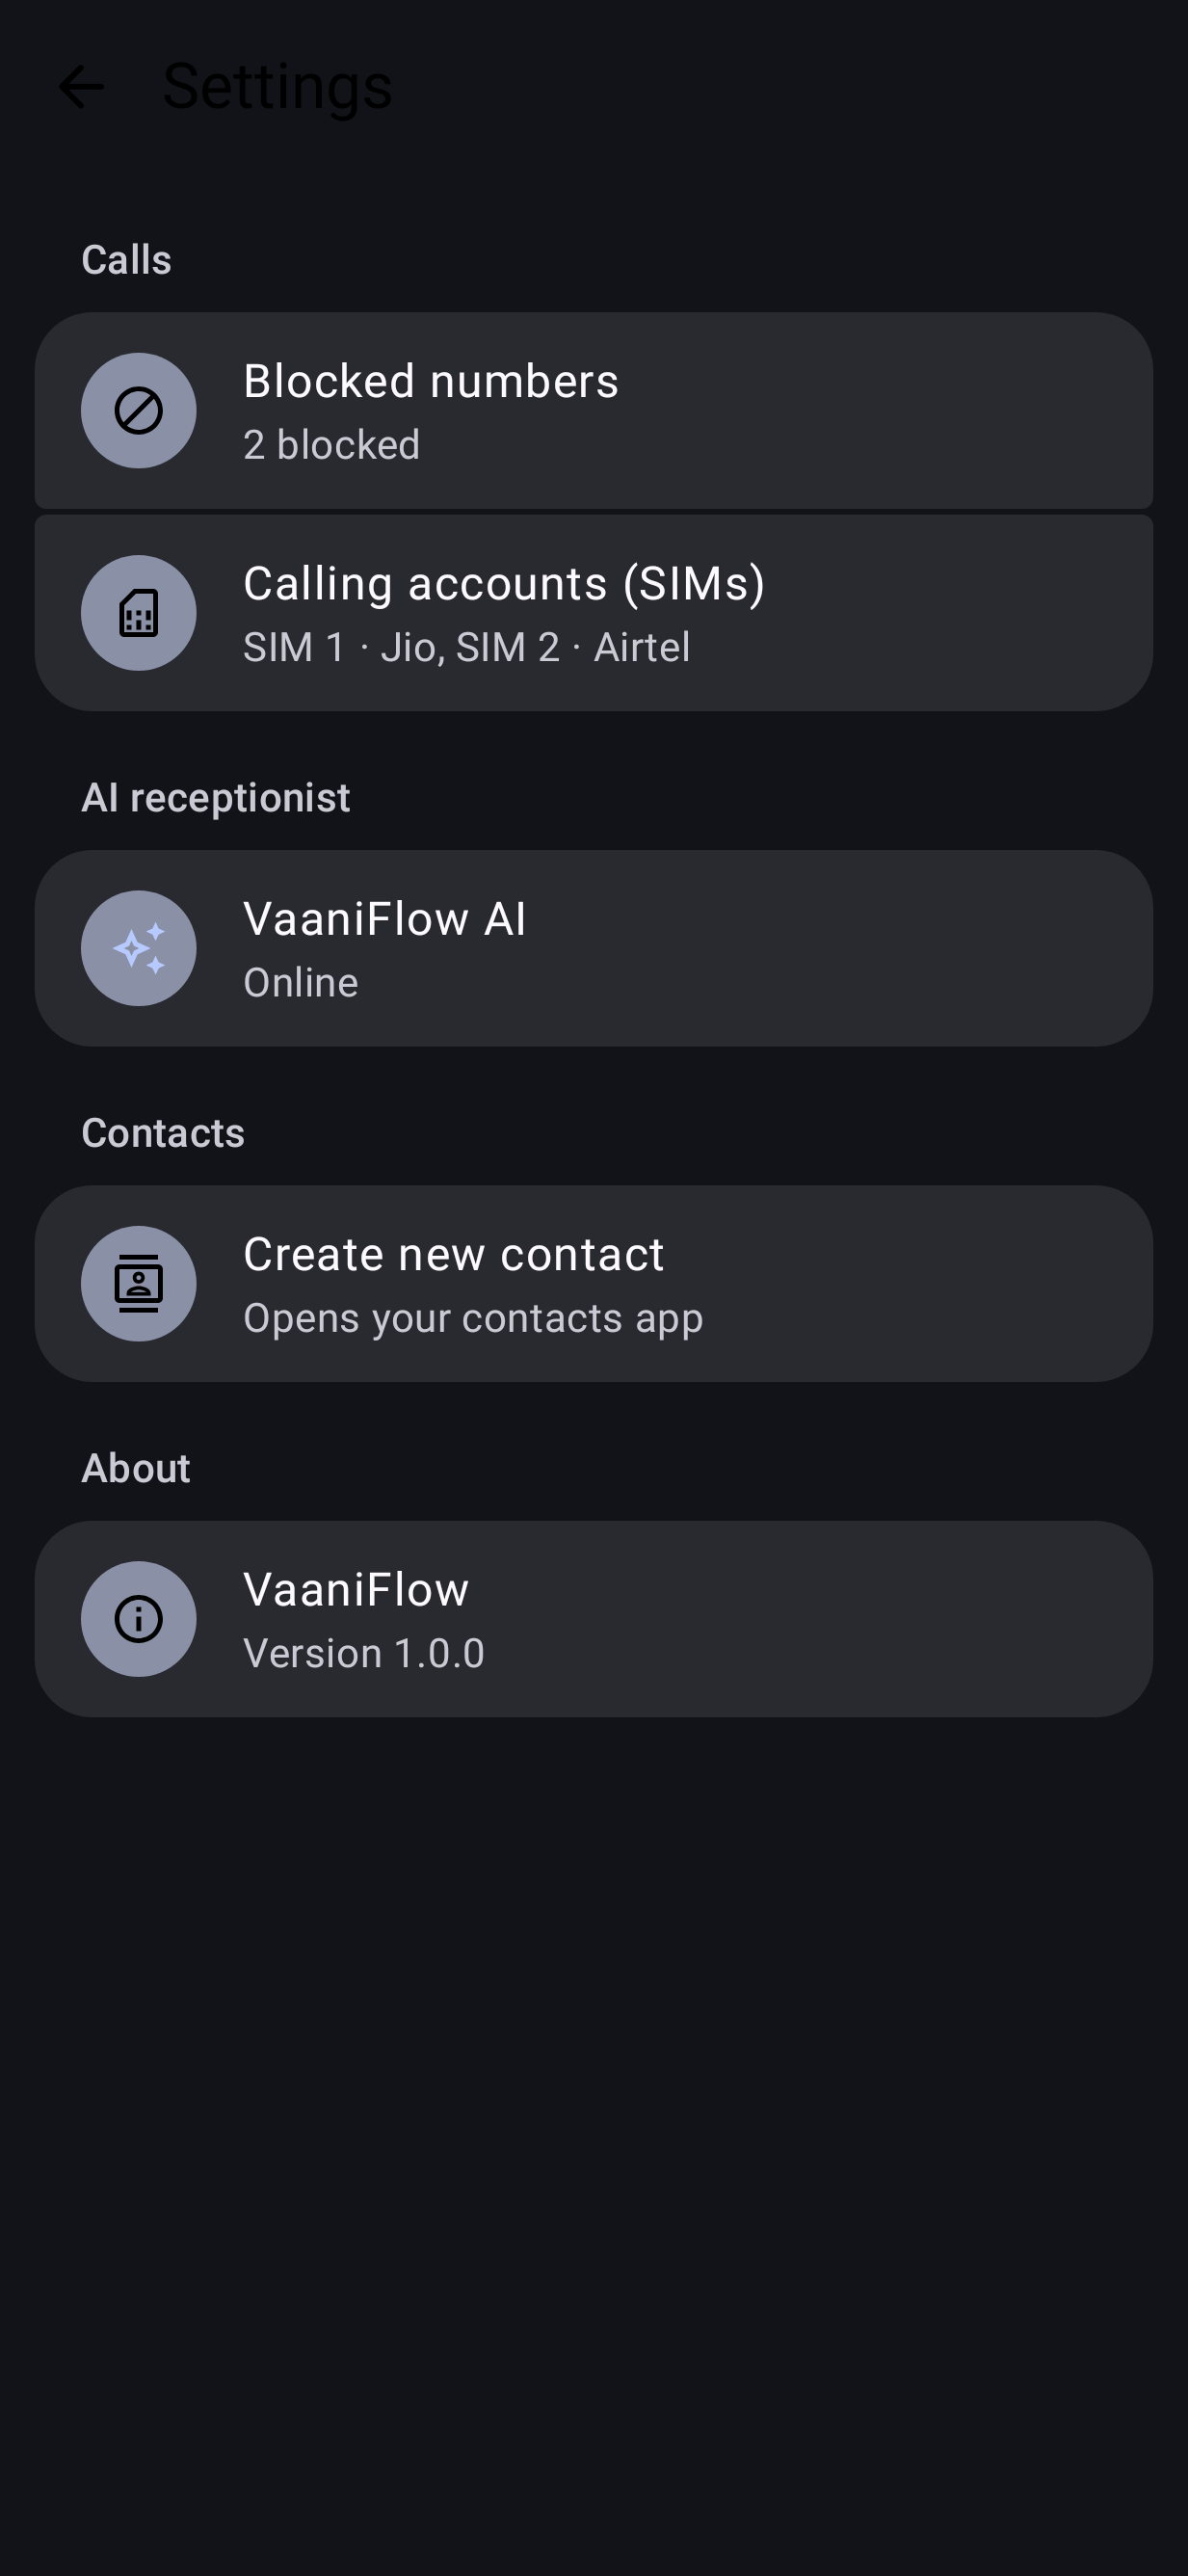 Settings
Calls
Blocked numbers
2 blocked
Calling accounts (SIMs)
SIM 1 · Jio, SIM 2 · Airtel
AI receptionist
VaaniFlow AI
Online
Contacts
Create new contact
Opens your contacts app
About
VaaniFlow
Version 1.0.0